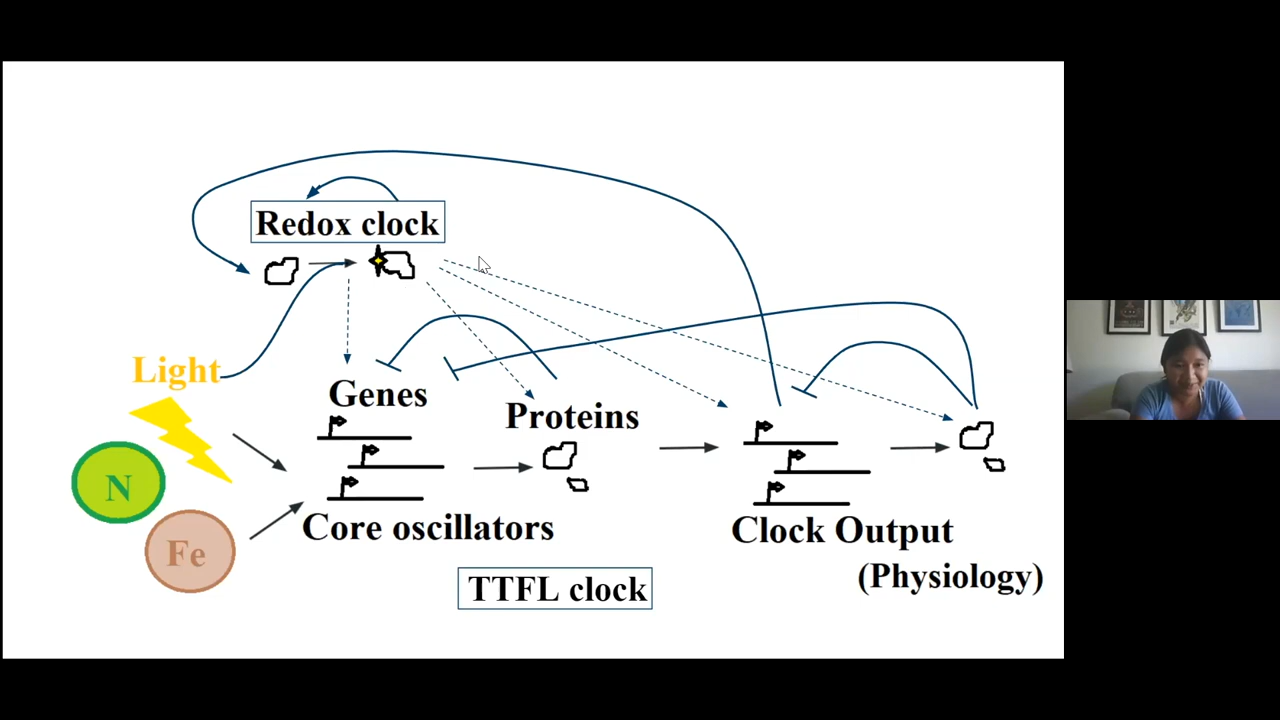 Redox clock
Light
Genes
Proteins
N
Fe
Core oscillators
Clock Output
(Physiology)
TTFL clock